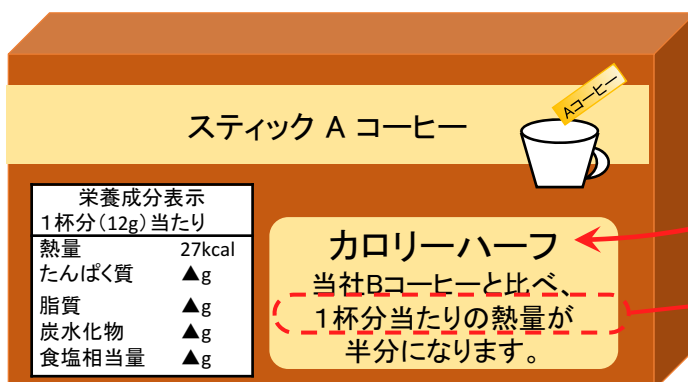 Aコーヒー
スティック A コーヒー
栄養成分表示
1杯分(12g)当たり
熱量 27kcal
たんぱく質 ▲g
脂質 ▲g
炭水化物 ▲g
食塩相当量 ▲g
カロリーハーフ
当社Bコーヒーと比べ、
1杯分当たりの熱量が
半分になります。